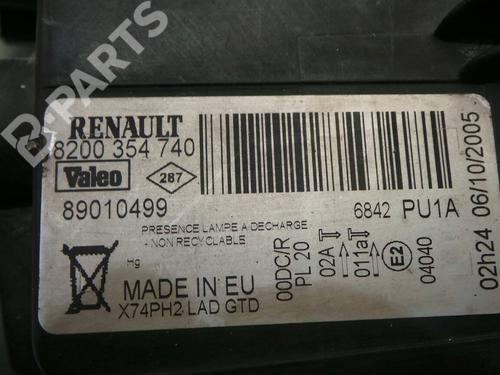 B-PARTS
RENAULT
8200 354 740
Valeo
287
89010499
6842 PU1A
PRESENCE LAMPE A DECHARGE
- NON RECYCLABLE
Hg
MADE IN EU
X74PH2 LAD GTD
00DC/R
PL 20
02A
011a
E2
04040
02h24 06/10/2005